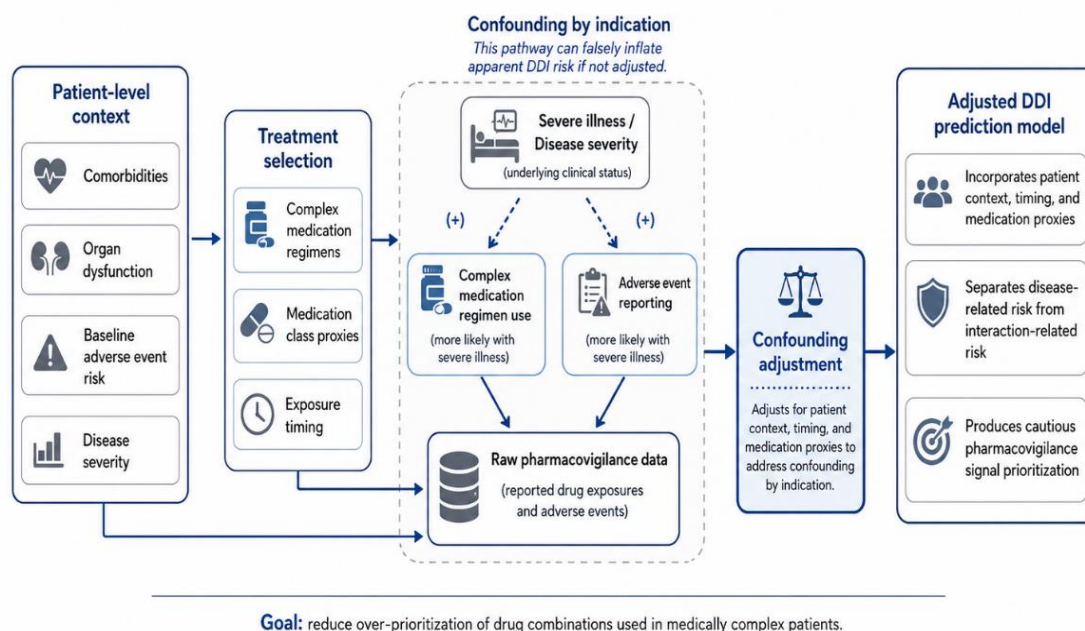 Confounding by indication
This pathway can falsely inflate
apparent DDI risk if not adjusted.
Patient-level
context
Comorbidities
Organ
dysfunction
Baseline
adverse event
risk
Disease
severity
Treatment
selection
Complex
medication
regimens
Medication
class proxies
Exposure
timing
Severe illness /
Disease severity
(underlying clinical status)
(+)
(+)
Complex
medication
regimen use
(more likely with
severe illness)
Adverse event
reporting
(more likely with
severe illness)
Raw pharmacovigilance data
(reported drug exposures
and adverse events)
Confounding
adjustment
Adjusts for patient
context, timing, and
medication proxies to
address confounding
by indication.
Adjusted DDI
prediction model
Incorporates patient
context, timing, and
medication proxies
Separates disease-
related risk from
interaction-related
risk
Produces cautious
pharmacovigilance
signal prioritization
Goal: reduce over-prioritization of drug combinations used in medically complex patients.